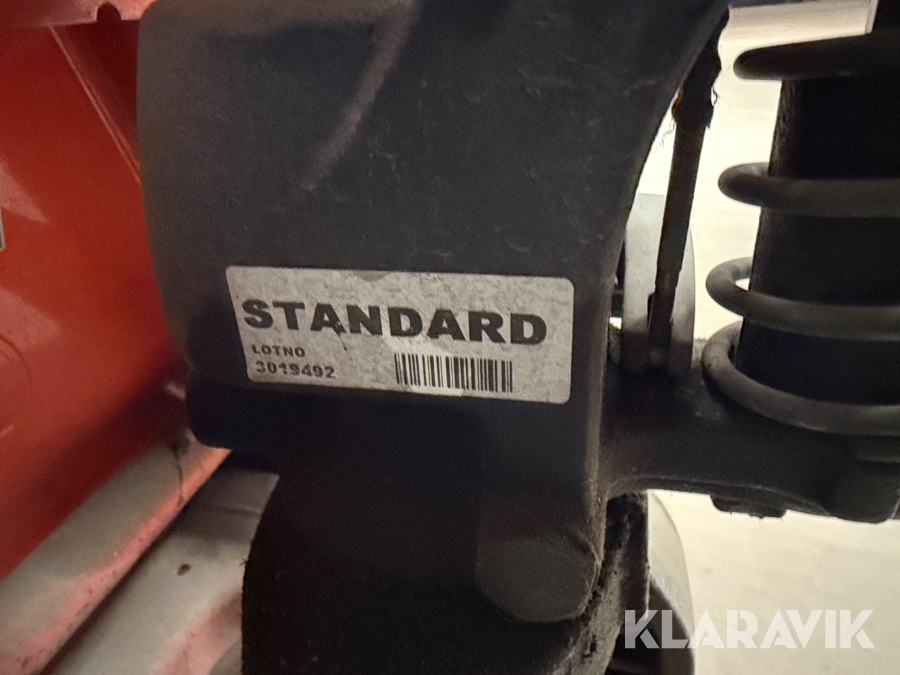 STANDARD
LOTNO
3019492
KLARAVIK